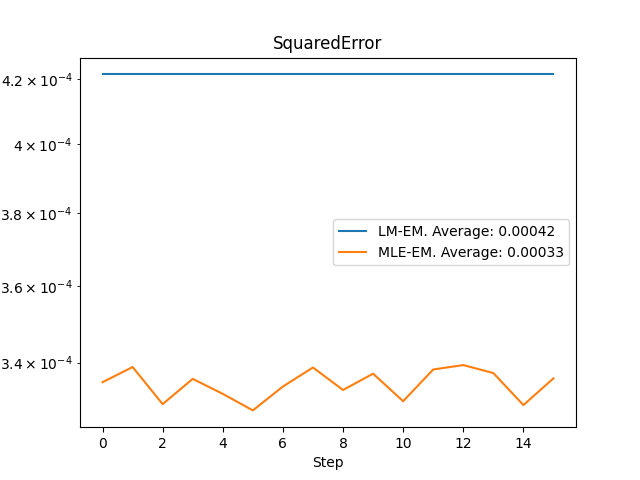 SquaredError
4.2 × 10⁻⁴
4 × 10⁻⁴
3.8 × 10⁻⁴
3.6 × 10⁻⁴
3.4 × 10⁻⁴
LM-EM. Average: 0.00042
MLE-EM. Average: 0.00033
0 2 4 6 8 10 12 14
Step